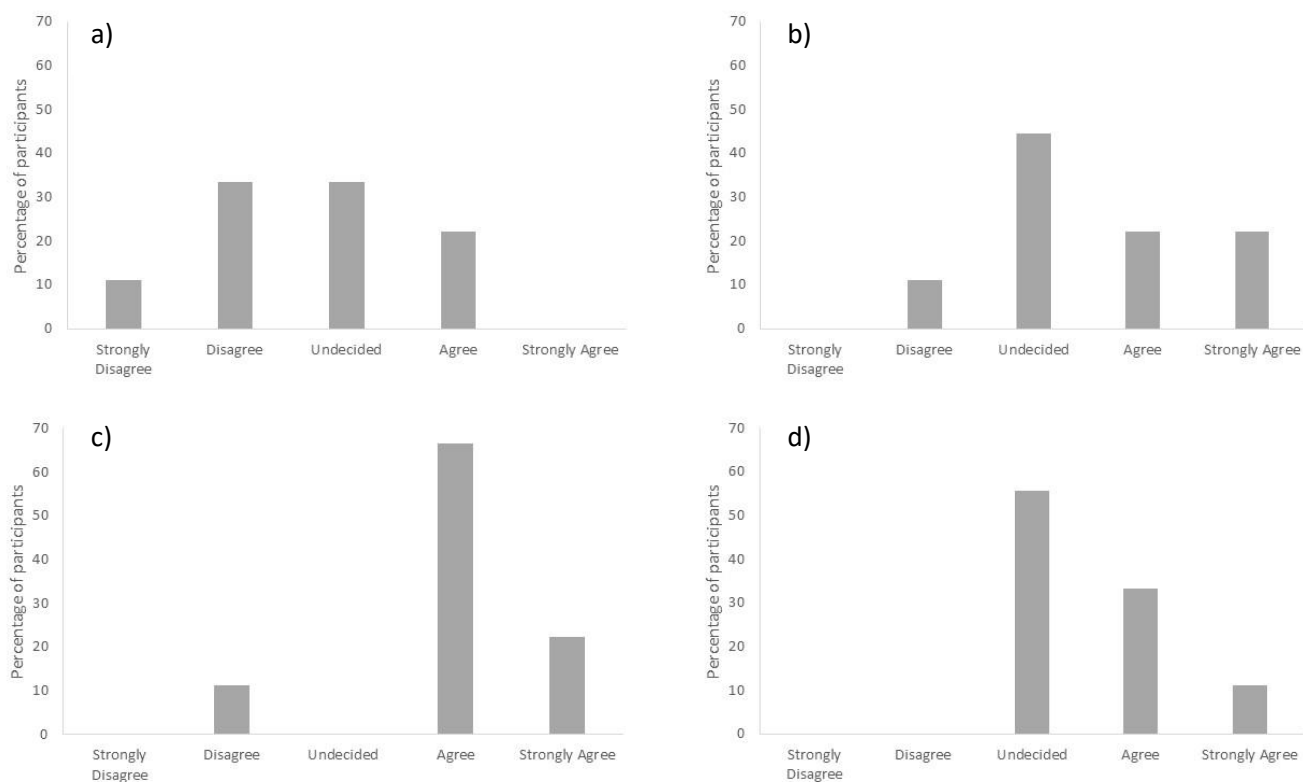 a)
Percentage of participants
70
60
50
40
30
20
10
0
Strongly
Disagree
Disagree
Undecided
Agree
Strongly Agree
b)
Percentage of participants
70
60
50
40
30
20
10
0
Strongly
Disagree
Disagree
Undecided
Agree
Strongly Agree
c)
Percentage of participants
70
60
50
40
30
20
10
0
Strongly
Disagree
Disagree
Undecided
Agree
Strongly Agree
d)
Percentage of participants
70
60
50
40
30
20
10
0
Strongly
Disagree
Disagree
Undecided
Agree
Strongly Agree